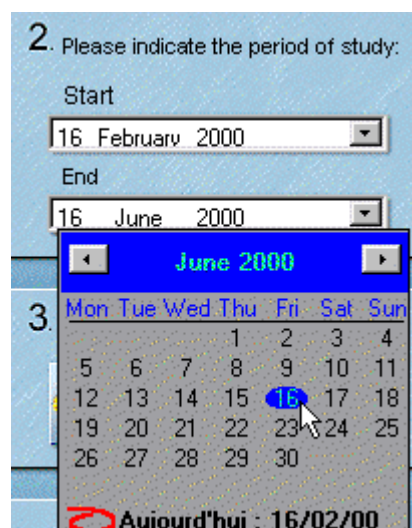 2. Please indicate the period of study:
Start
16 February 2000
End
16 June 2000
June 2000
3.
Mon Tue Wed Thu Fri Sat Sun
1 2 3 4
5 6 7 8 9 10 11
12 13 14 15 16 17 18
19 20 21 22 23 24 25
26 27 28 29 30
Aujourd'hui : 16/02/00